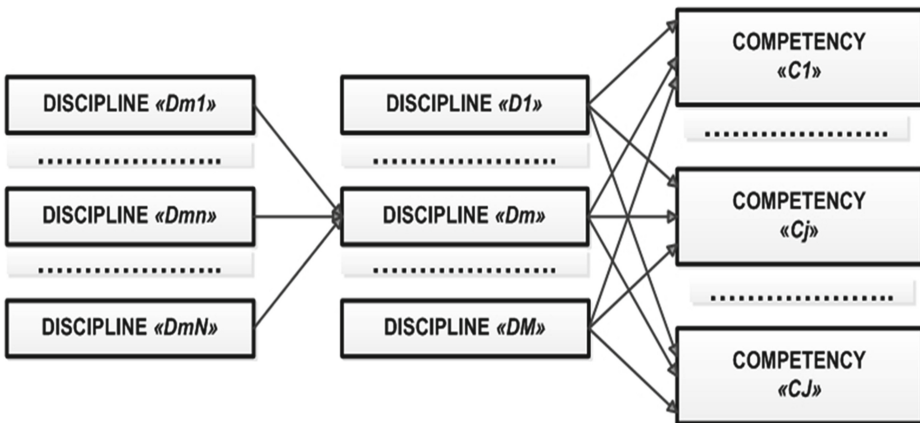 DISCIPLINE «Dm1»
....................
DISCIPLINE «Dmn»
....................
DISCIPLINE «DmN»
DISCIPLINE «D1»
....................
DISCIPLINE «Dm»
....................
DISCIPLINE «DM»
COMPETENCY
«C1»
....................
COMPETENCY
«Cj»
....................
COMPETENCY
«CJ»